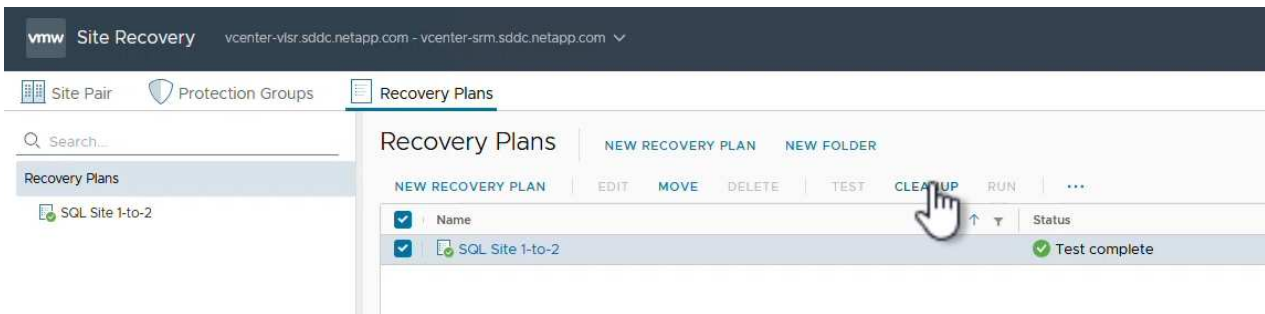 vmw Site Recovery vcenter-vlsr.sddc.netapp.com - vcenter-srm.sddc.netapp.com
Site Pair Protection Groups Recovery Plans
Search...
Recovery Plans
SQL Site 1-to-2
Recovery Plans NEW RECOVERY PLAN NEW FOLDER
NEW RECOVERY PLAN EDIT MOVE DELETE TEST CLEANUP RUN ...
Name Status
SQL Site 1-to-2 Test complete